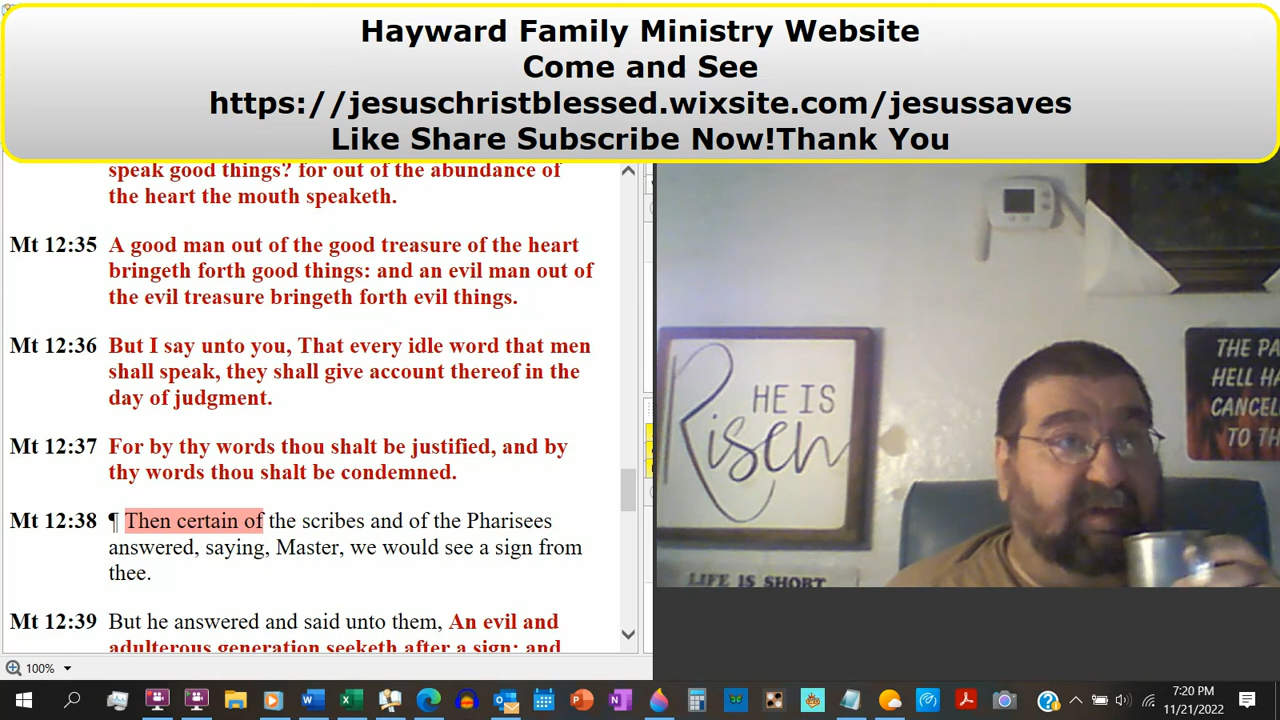 Hayward Family Ministry Website
Come and See
https://jesuschristblessed.wixsite.com/jesussaves
Like Share Subscribe Now!Thank You
speak good things? for out of the abundance of
the heart the mouth speaketh.
Mt 12:35 A good man out of the good treasure of the heart
bringeth forth good things: and an evil man out of
the evil treasure bringeth forth evil things.
Mt 12:36 But I say unto you, That every idle word that men
shall speak, they shall give account thereof in the
day of judgment.
Mt 12:37 For by thy words thou shalt be justified, and by
thy words thou shalt be condemned.
Mt 12:38 ¶ Then certain of the scribes and of the Pharisees
answered, saying, Master, we would see a sign from
thee.
Mt 12:39 But he answered and said unto them, An evil and
adulterous generation seeketh after a sign; and
100%
HE IS
Risen
THE PA
HELL HA
CANCEL
TO TH
LIFE IS SHORT
7:20 PM
11/21/2022